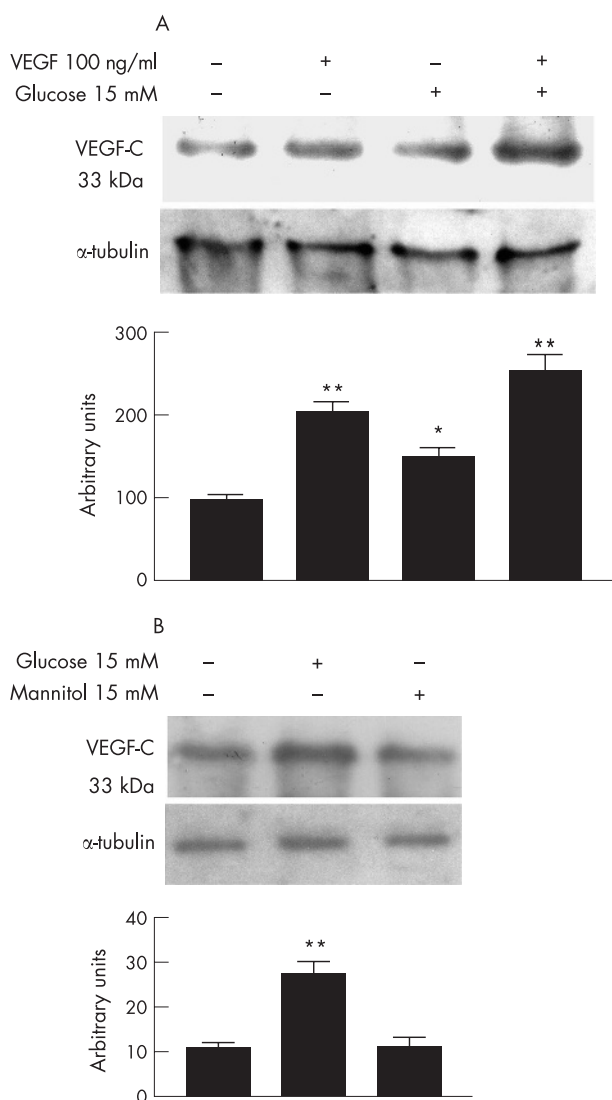 A
VEGF 100 ng/ml − + − +
Glucose 15 mM − − + +
VEGF-C
33 kDa
α-tubulin
300
200
100
0
Arbitrary units
** * **
B
Glucose 15 mM − + −
Mannitol 15 mM − − +
VEGF-C
33 kDa
α-tubulin
40
30
20
10
0
Arbitrary units
**